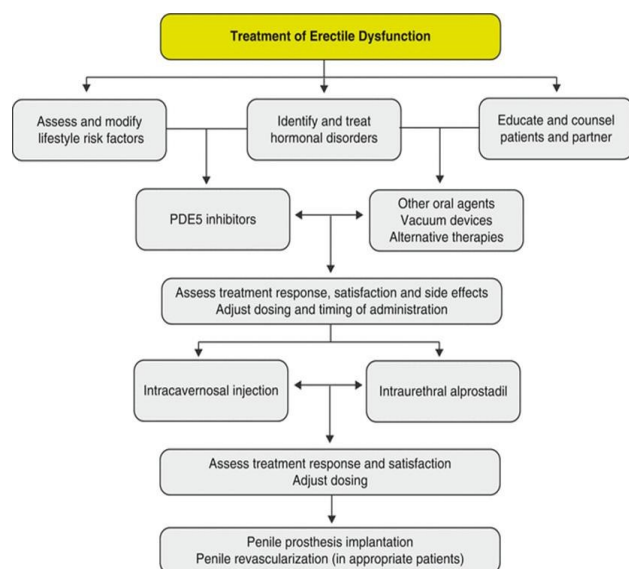 Treatment of Erectile Dysfunction
Assess and modify
lifestyle risk factors
Identify and treat
hormonal disorders
Educate and counsel
patients and partner
PDE5 inhibitors
Other oral agents
Vacuum devices
Alternative therapies
Assess treatment response, satisfaction and side effects
Adjust dosing and timing of administration
Intracavernosal injection
Intraurethral alprostadil
Assess treatment response and satisfaction
Adjust dosing
Penile prosthesis implantation
Penile revascularization (in appropriate patients)